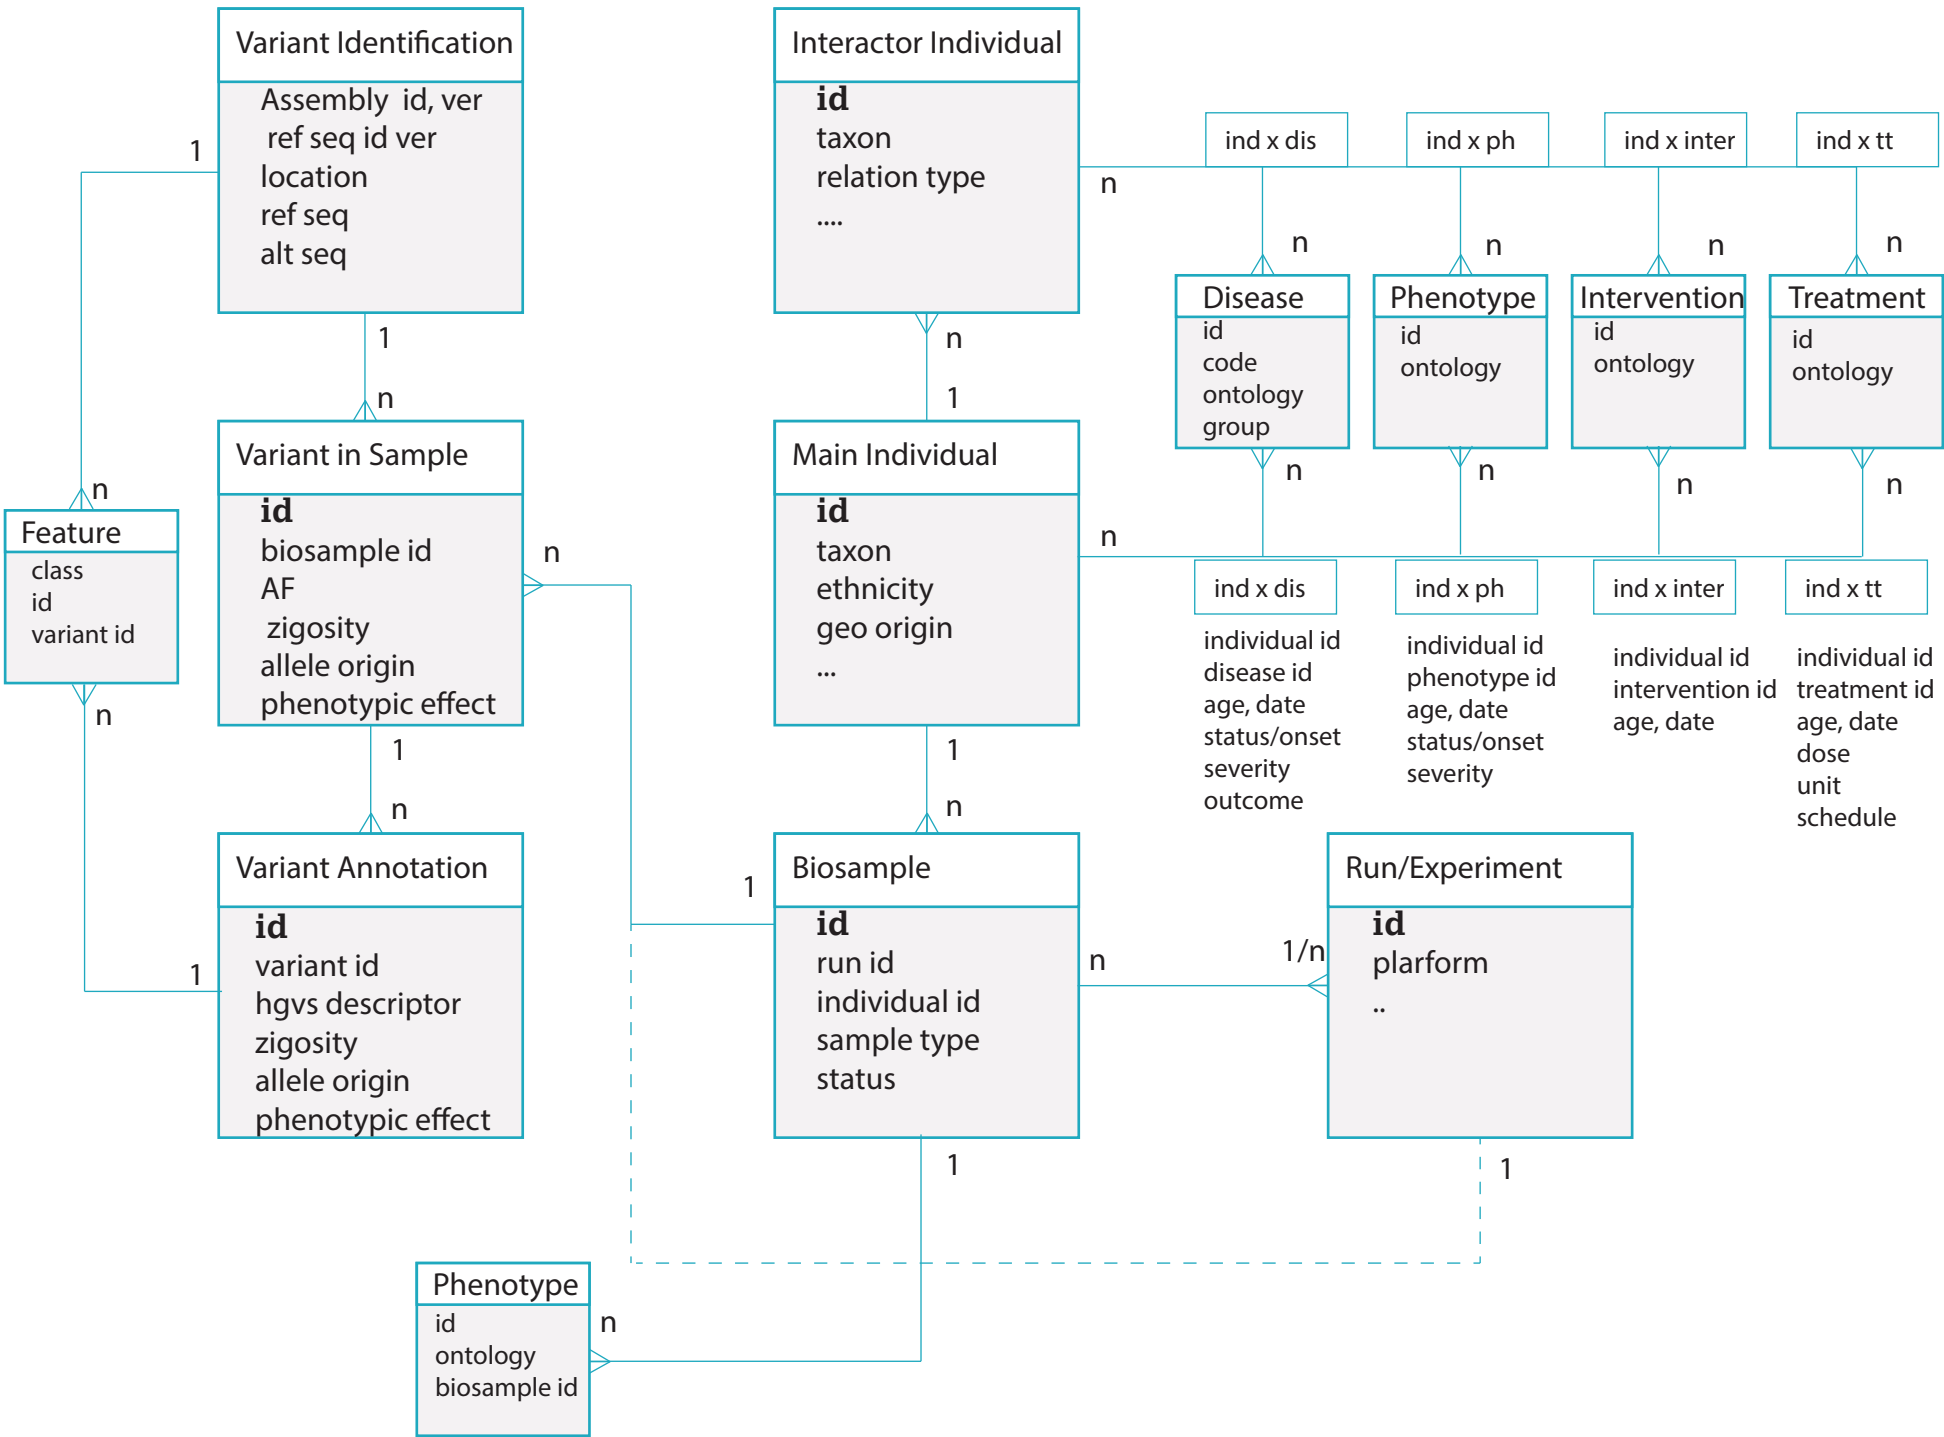 Variant Identification
Assembly  id, ver
ref seq id ver
location
ref seq
alt seq
1
1
n
n
Feature
class
id
variant id
n
1
Variant in Sample
id
biosample id
AF
zigosity
allele origin
phenotypic effect
n
1
n
Variant Annotation
id
variant id
hgvs descriptor
zigosity
allele origin
phenotypic effect
Interactor Individual
id
taxon
relation type
....
n
n
1
Main Individual
id
taxon
ethnicity
geo origin
...
n
1
n
1
Biosample
id
run id
individual id
sample type
status
n
1/n
1
Run/Experiment
id
plarform
..
1
Phenotype
id
ontology
biosample id
n
ind x dis
ind x ph
ind x inter
ind x tt
n
n
n
n
Disease
id
code
ontology
group
Phenotype
id
ontology
Intervention
id
ontology
Treatment
id
ontology
n
n
n
n
ind x dis
individual id
disease id
age, date
status/onset
severity
outcome
ind x ph
individual id
phenotype id
age, date
status/onset
severity
ind x inter
individual id
intervention id
age, date
ind x tt
individual id
treatment id
age, date
dose
unit
schedule